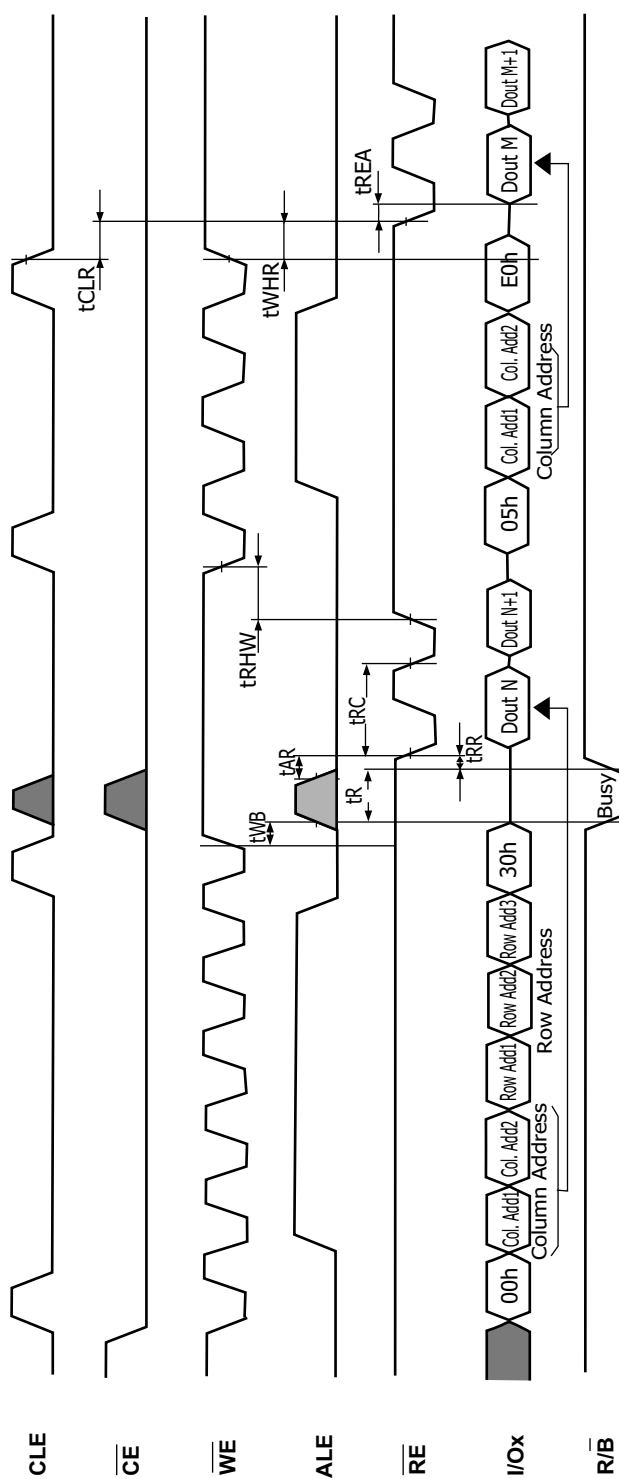 CLE
tCLR
CE
WE
tWB
tRHW
tWHR
ALE
tAR
RE
tR
tRC
tRR
tREA
I/Ox
00h
Col. Add1
Col. Add2
Row Add1
Row Add2
Row Add3
30h
Dout N
Dout N+1
05h
Col. Add1
Col. Add2
E0h
Dout M
Dout M+1
Column Address
Row Address
Column Address
R/B
Busy